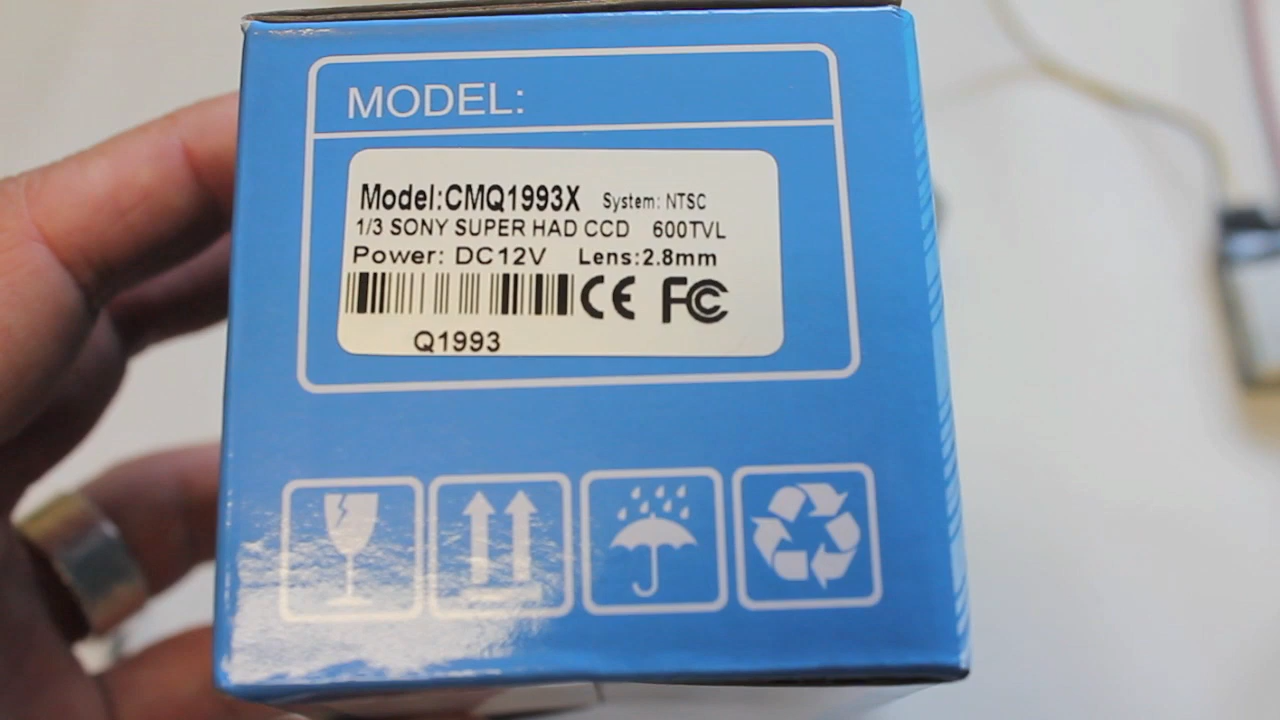 MODEL:
Model:CMQ1993X System: NTSC
1/3 SONY SUPER HAD CCD 600TVL
Power: DC12V Lens:2.8mm
CE FC
Q1993